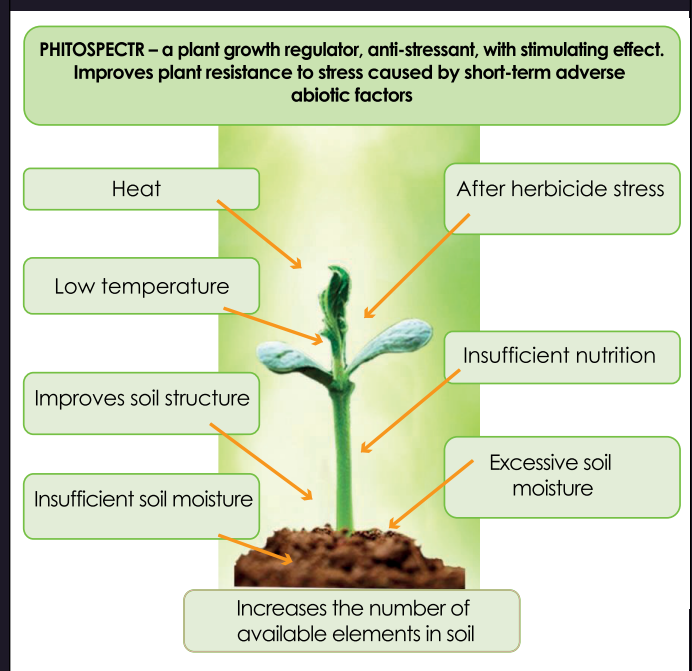 PHITOSPECTR – a plant growth regulator, anti-stressant, with stimulating effect.
Improves plant resistance to stress caused by short-term adverse
abiotic factors
Heat
After herbicide stress
Low temperature
Insufficient nutrition
Improves soil structure
Excessive soil
moisture
Insufficient soil moisture
Increases the number of
available elements in soil